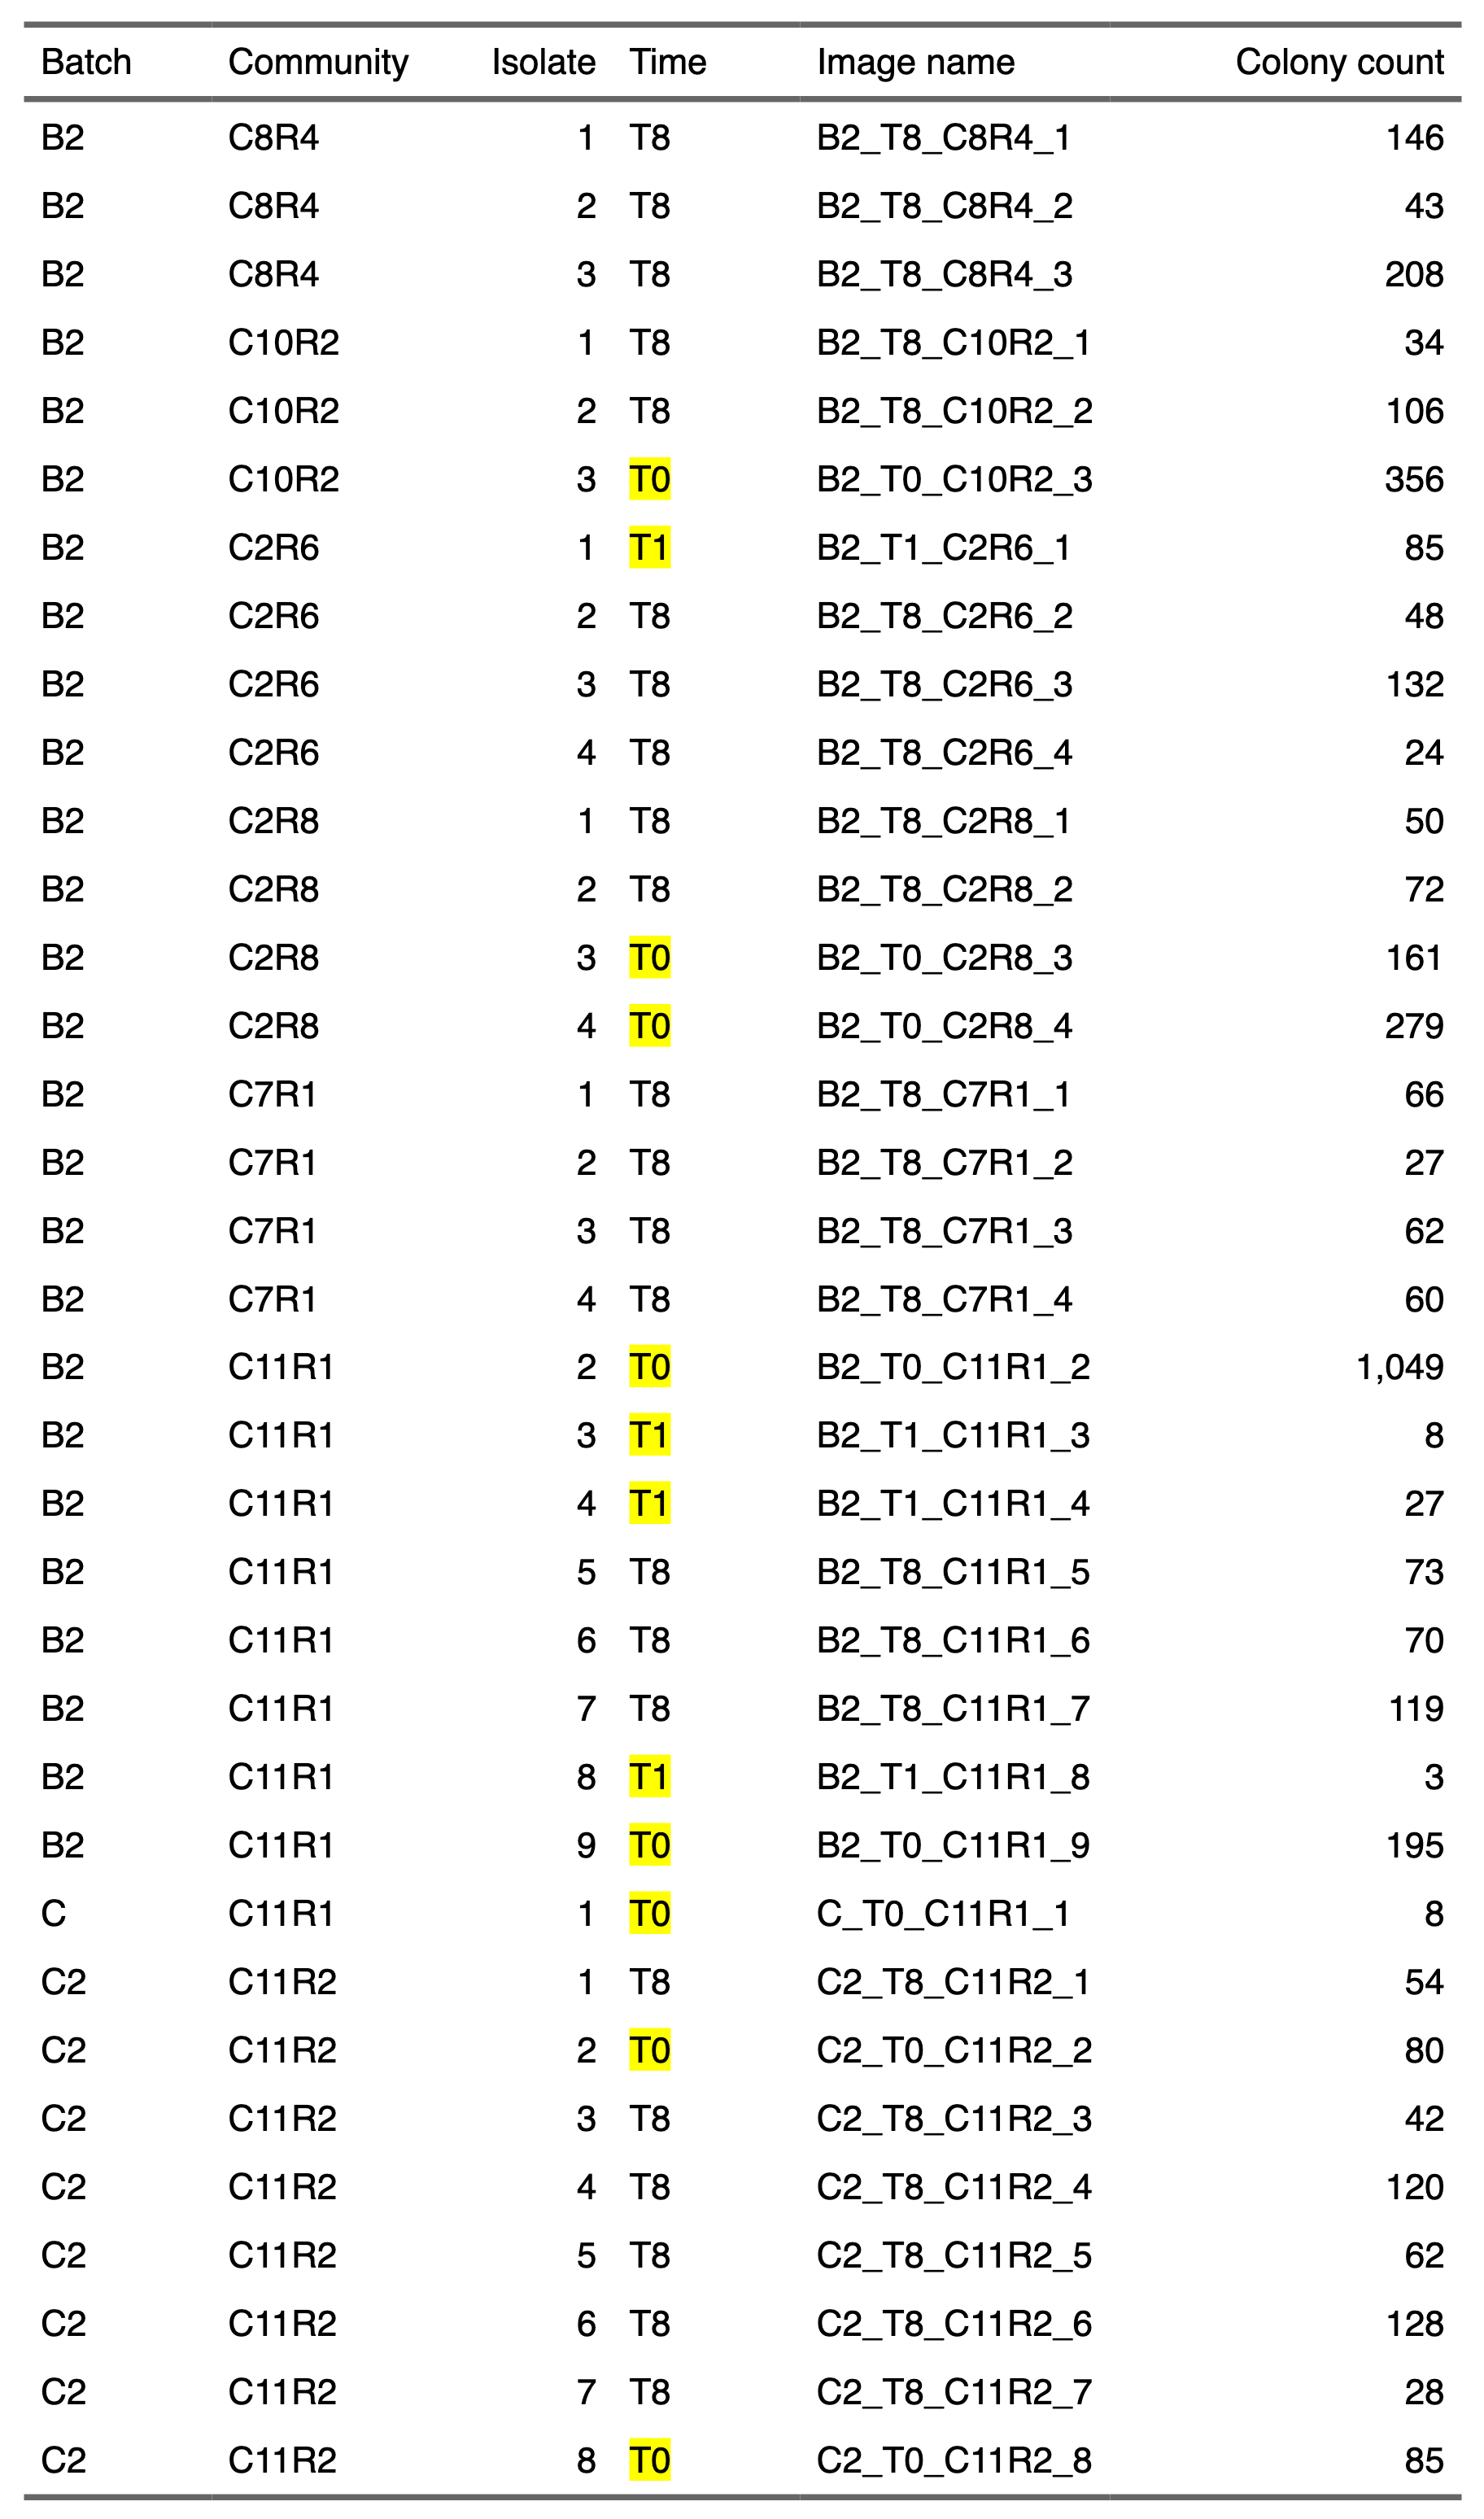 Batch Community Isolate Time Image name Colony count
B2 C8R4 1 T8 B2_T8_C8R4_1 146
B2 C8R4 2 T8 B2_T8_C8R4_2 43
B2 C8R4 3 T8 B2_T8_C8R4_3 208
B2 C10R2 1 T8 B2_T8_C10R2_1 34
B2 C10R2 2 T8 B2_T8_C10R2_2 106
B2 C10R2 3 T0 B2_T0_C10R2_3 356
B2 C2R6 1 T1 B2_T1_C2R6_1 85
B2 C2R6 2 T8 B2_T8_C2R6_2 48
B2 C2R6 3 T8 B2_T8_C2R6_3 132
B2 C2R6 4 T8 B2_T8_C2R6_4 24
B2 C2R8 1 T8 B2_T8_C2R8_1 50
B2 C2R8 2 T8 B2_T8_C2R8_2 72
B2 C2R8 3 T0 B2_T0_C2R8_3 161
B2 C2R8 4 T0 B2_T0_C2R8_4 279
B2 C7R1 1 T8 B2_T8_C7R1_1 66
B2 C7R1 2 T8 B2_T8_C7R1_2 27
B2 C7R1 3 T8 B2_T8_C7R1_3 62
B2 C7R1 4 T8 B2_T8_C7R1_4 60
B2 C11R1 2 T0 B2_T0_C11R1_2 1,049
B2 C11R1 3 T1 B2_T1_C11R1_3 8
B2 C11R1 4 T1 B2_T1_C11R1_4 27
B2 C11R1 5 T8 B2_T8_C11R1_5 73
B2 C11R1 6 T8 B2_T8_C11R1_6 70
B2 C11R1 7 T8 B2_T8_C11R1_7 119
B2 C11R1 8 T1 B2_T1_C11R1_8 3
B2 C11R1 9 T0 B2_T0_C11R1_9 195
C C11R1 1 T0 C_T0_C11R1_1 8
C2 C11R2 1 T8 C2_T8_C11R2_1 54
C2 C11R2 2 T0 C2_T0_C11R2_2 80
C2 C11R2 3 T8 C2_T8_C11R2_3 42
C2 C11R2 4 T8 C2_T8_C11R2_4 120
C2 C11R2 5 T8 C2_T8_C11R2_5 62
C2 C11R2 6 T8 C2_T8_C11R2_6 128
C2 C11R2 7 T8 C2_T8_C11R2_7 28
C2 C11R2 8 T0 C2_T0_C11R2_8 85